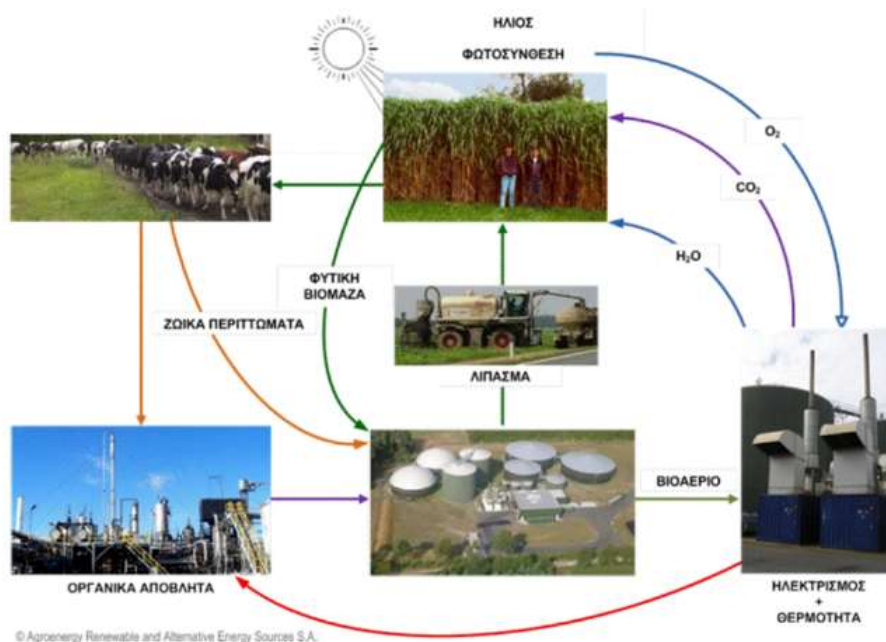 ΗΛΙΟΣ
ΦΩΤΟΣΥΝΘΕΣΗ
O₂
CO₂
H₂O
ΦΥΤΙΚΗ
ΒΙΟΜΑΖΑ
ΖΩΙΚΑ ΠΕΡΙΤΤΩΜΑΤΑ
ΛΙΠΑΣΜΑ
ΒΙΟΑΕΡΙΟ
ΟΡΓΑΝΙΚΑ ΑΠΟΒΛΗΤΑ
ΗΛΕΚΤΡΙΣΜΟΣ
+
ΘΕΡΜΟΤΗΤΑ
© Agroenergy Renewable and Alternative Energy Sources S.A.